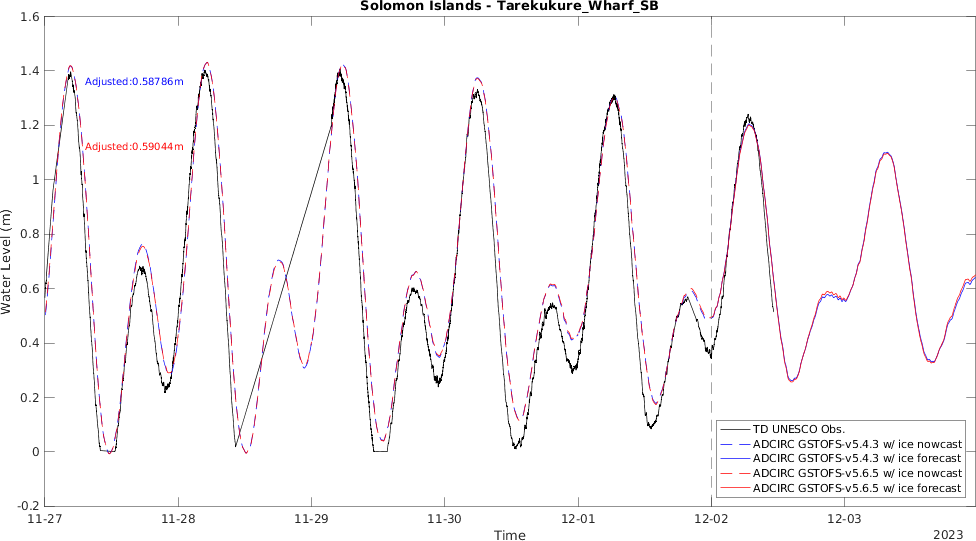 Solomon Islands - Tarekukure_Wharf_SB
1.6
1.4
1.2
1
0.8
0.6
0.4
0.2
0
-0.2
Water Level (m)
Adjusted:0.58786m
Adjusted:0.59044m
TD UNESCO Obs.
ADCIRC GSTOFS-v5.4.3 w/ ice nowcast
ADCIRC GSTOFS-v5.4.3 w/ ice forecast
ADCIRC GSTOFS-v5.6.5 w/ ice nowcast
ADCIRC GSTOFS-v5.6.5 w/ ice forecast
11-27 11-28 11-29 11-30 12-01 12-02 12-03
Time
2023